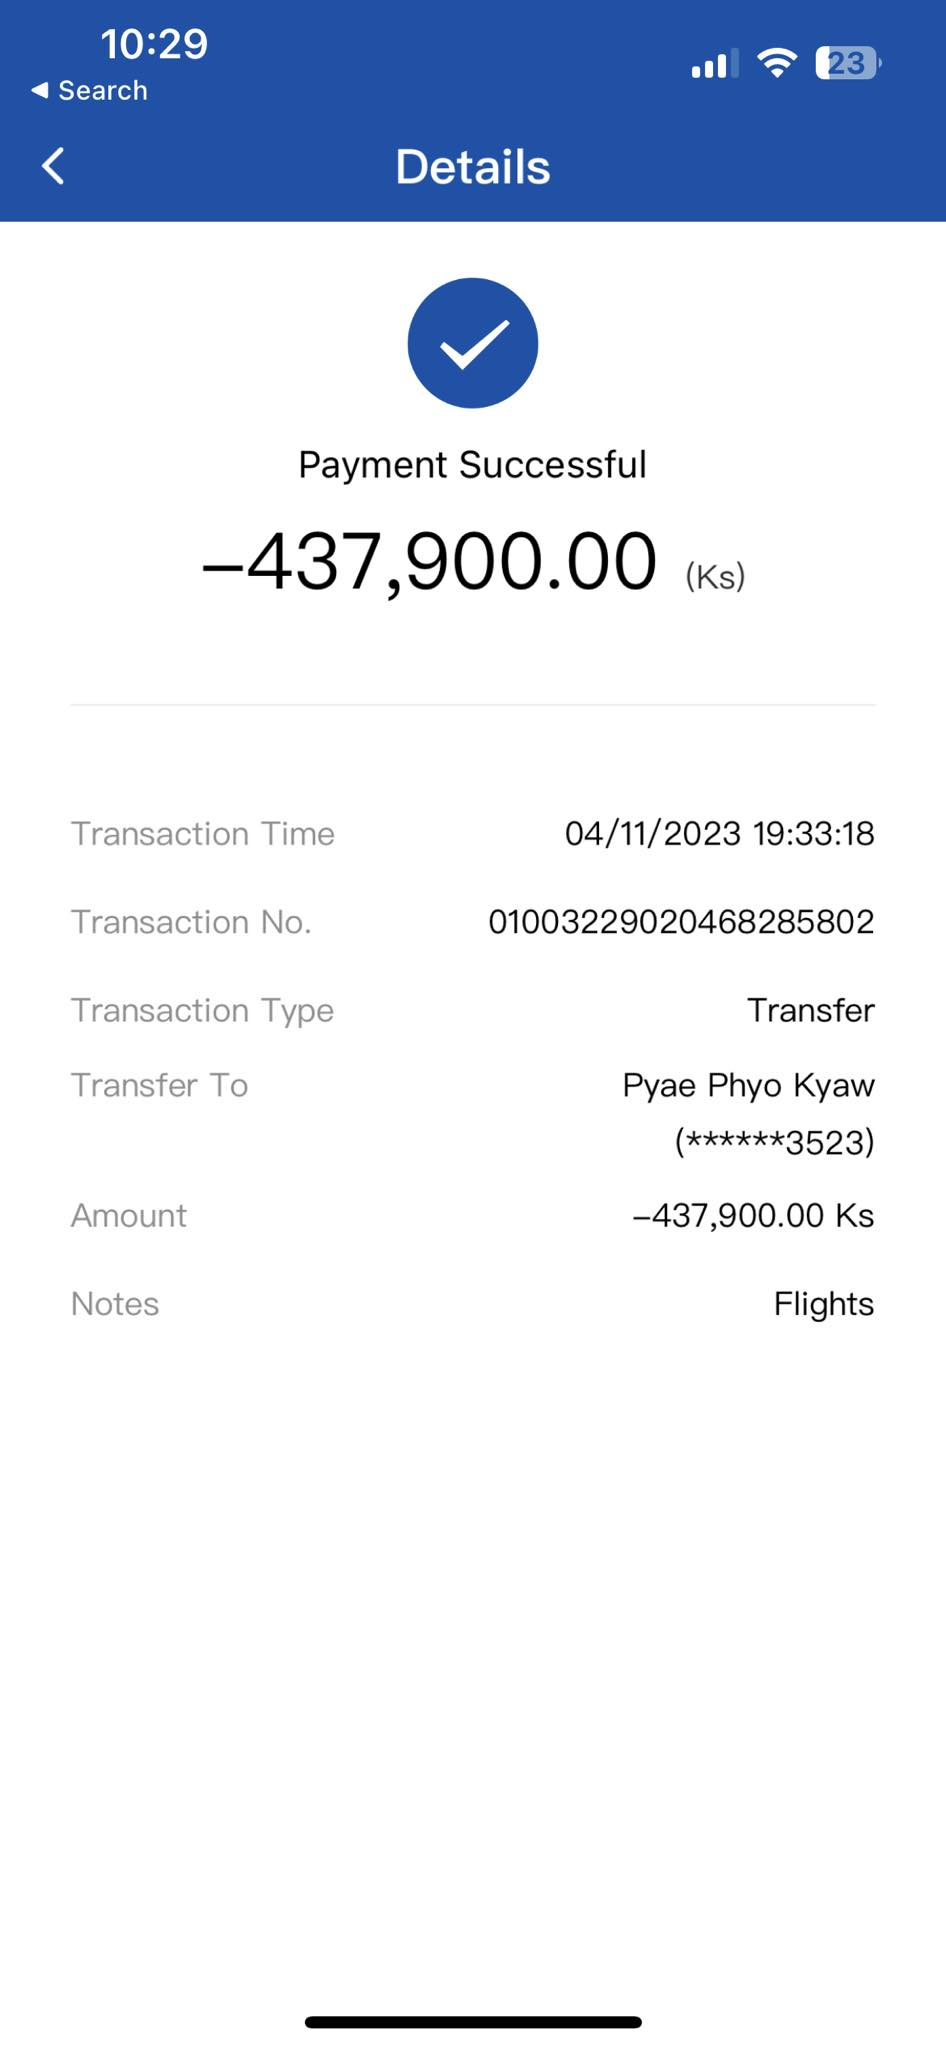 10:29
23
◀ Search
Details
Payment Successful
–437,900.00 (Ks)
Transaction Time 04/11/2023 19:33:18
Transaction No. 01003229020468285802
Transaction Type Transfer
Transfer To Pyae Phyo Kyaw
(******3523)
Amount –437,900.00 Ks
Notes Flights